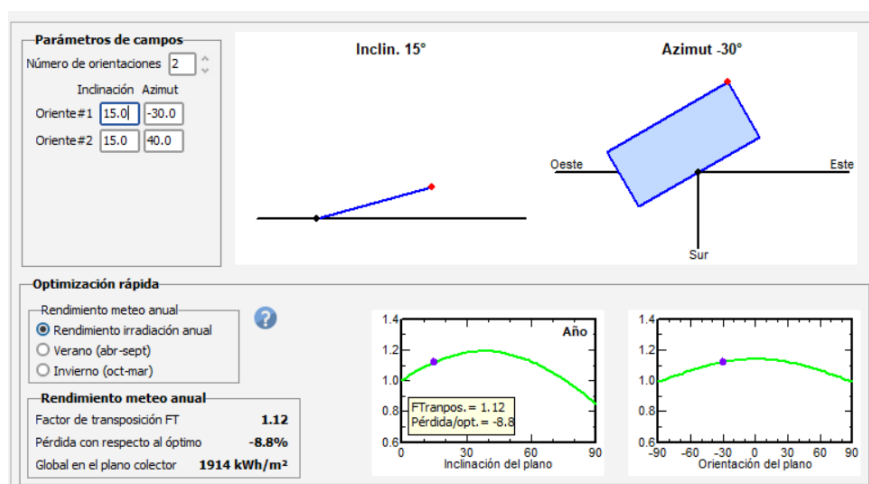 Parámetros de campos
Número de orientaciones 2
Inclinación Azimut
Oriente#1 15.0 -30.0
Oriente#2 15.0 40.0
Inclin. 15°
Azimut -30°
Oeste
Este
Sur
Optimización rápida
Rendimiento meteo anual
Rendimiento irradiación anual
Verano (abr-sept)
Invierno (oct-mar)
?
Rendimiento meteo anual
Factor de transposición FT 1.12
Pérdida con respecto al óptimo -8.8%
Global en el plano colector 1914 kWh/m²
1.4
1.2
1.0
0.8
0.6
Año
FTranpos.= 1.12
Pérdida/opt.= -8.8
0 30 60 90
Inclinación del plano
1.4
1.2
1.0
0.8
0.6
-90 -60 -30 0 30 60 90
Orientación del plano